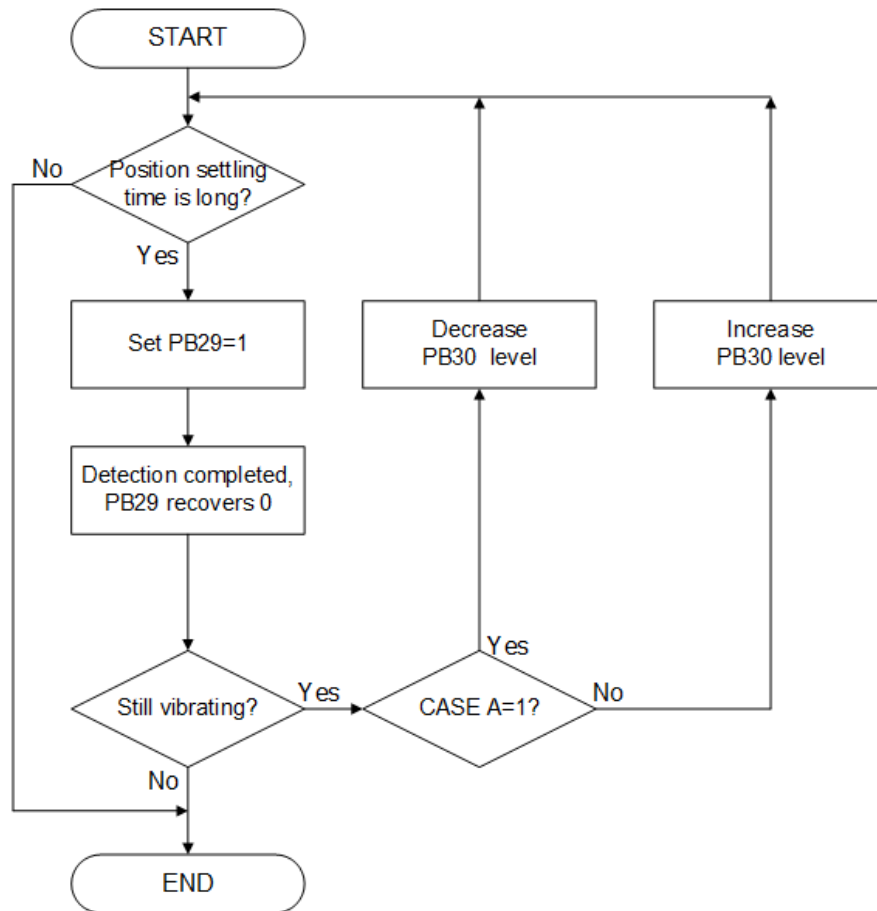 START
No
Position settling
time is long?
Yes
Set PB29=1
Decrease
PB30 level
Increase
PB30 level
Detection completed,
PB29 recovers 0
Still vibrating?
Yes
CASE A=1?
Yes
No
No
END